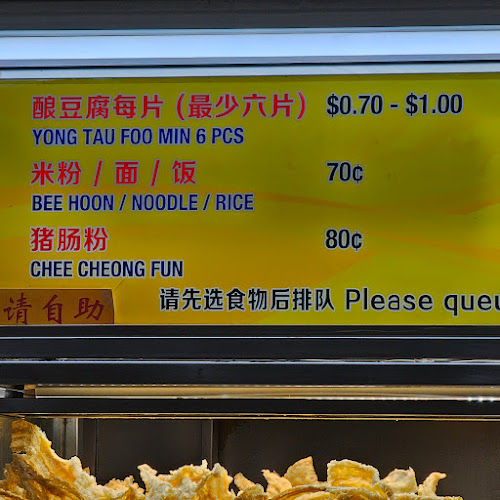 酿豆腐每片 (最少六片) $0.70 - $1.00
YONG TAU FOO MIN 6 PCS
米粉 / 面 / 饭 70¢
BEE HOON / NOODLE / RICE
猪肠粉 80¢
CHEE CHEONG FUN
请先选食物后排队 Please
请自助